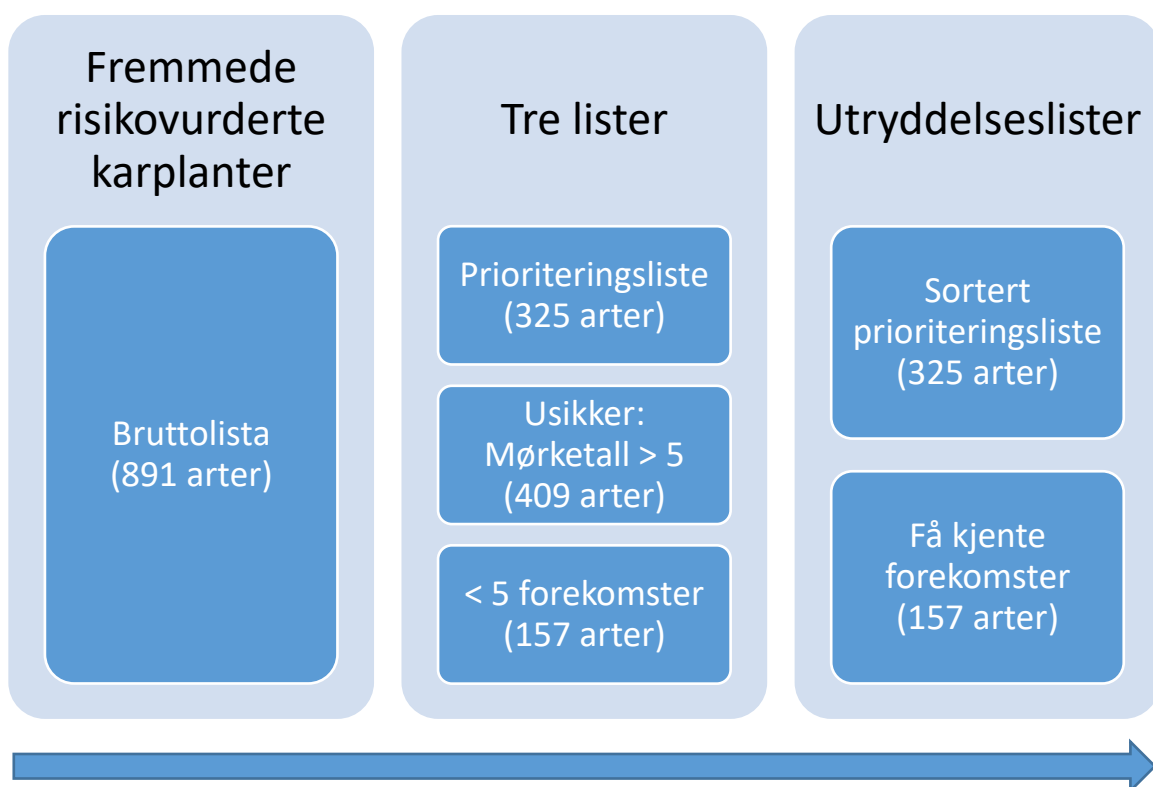 Fremmede
risikovurderte
karplanter
Bruttolista
(891 arter)
Tre lister
Prioriteringsliste
(325 arter)
Usikker:
Mørketall > 5
(409 arter)
< 5 forekomster
(157 arter)
Utryddelseslister
Sortert
prioriteringsliste
(325 arter)
Få kjente
forekomster
(157 arter)